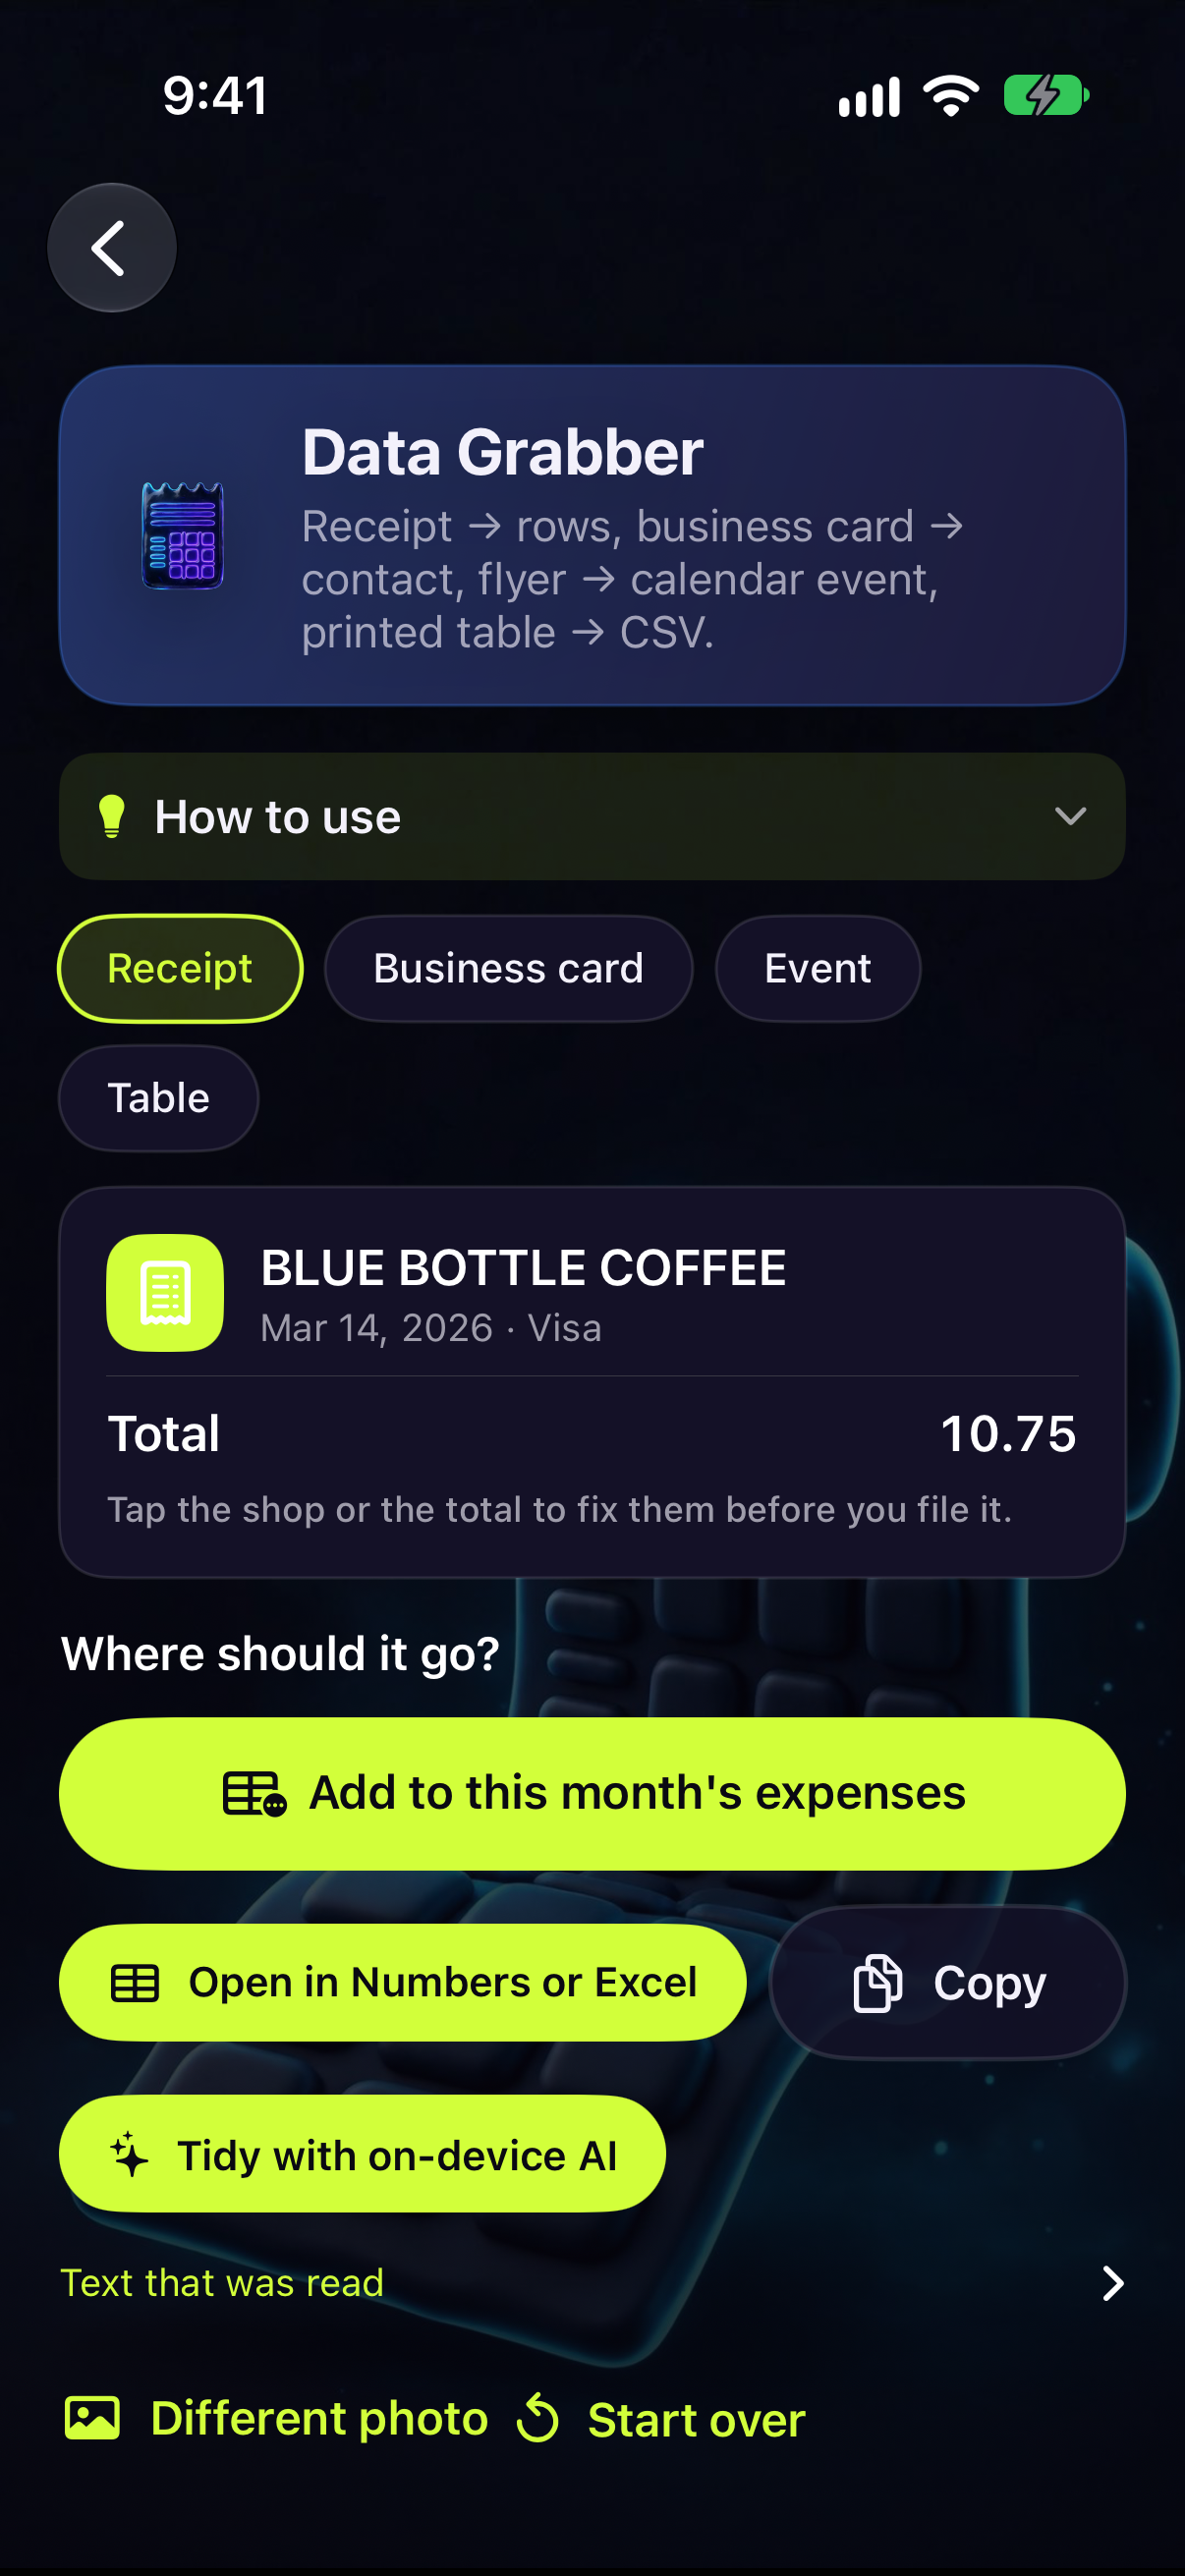 9:41
Data Grabber
Receipt → rows, business card →
contact, flyer → calendar event,
printed table → CSV.
How to use
Receipt
Business card
Event
Table
BLUE BOTTLE COFFEE
Mar 14, 2026 · Visa
Total 10.75
Tap the shop or the total to fix them before you file it.
Where should it go?
Add to this month's expenses
Open in Numbers or Excel
Copy
Tidy with on-device AI
Text that was read
Different photo
Start over